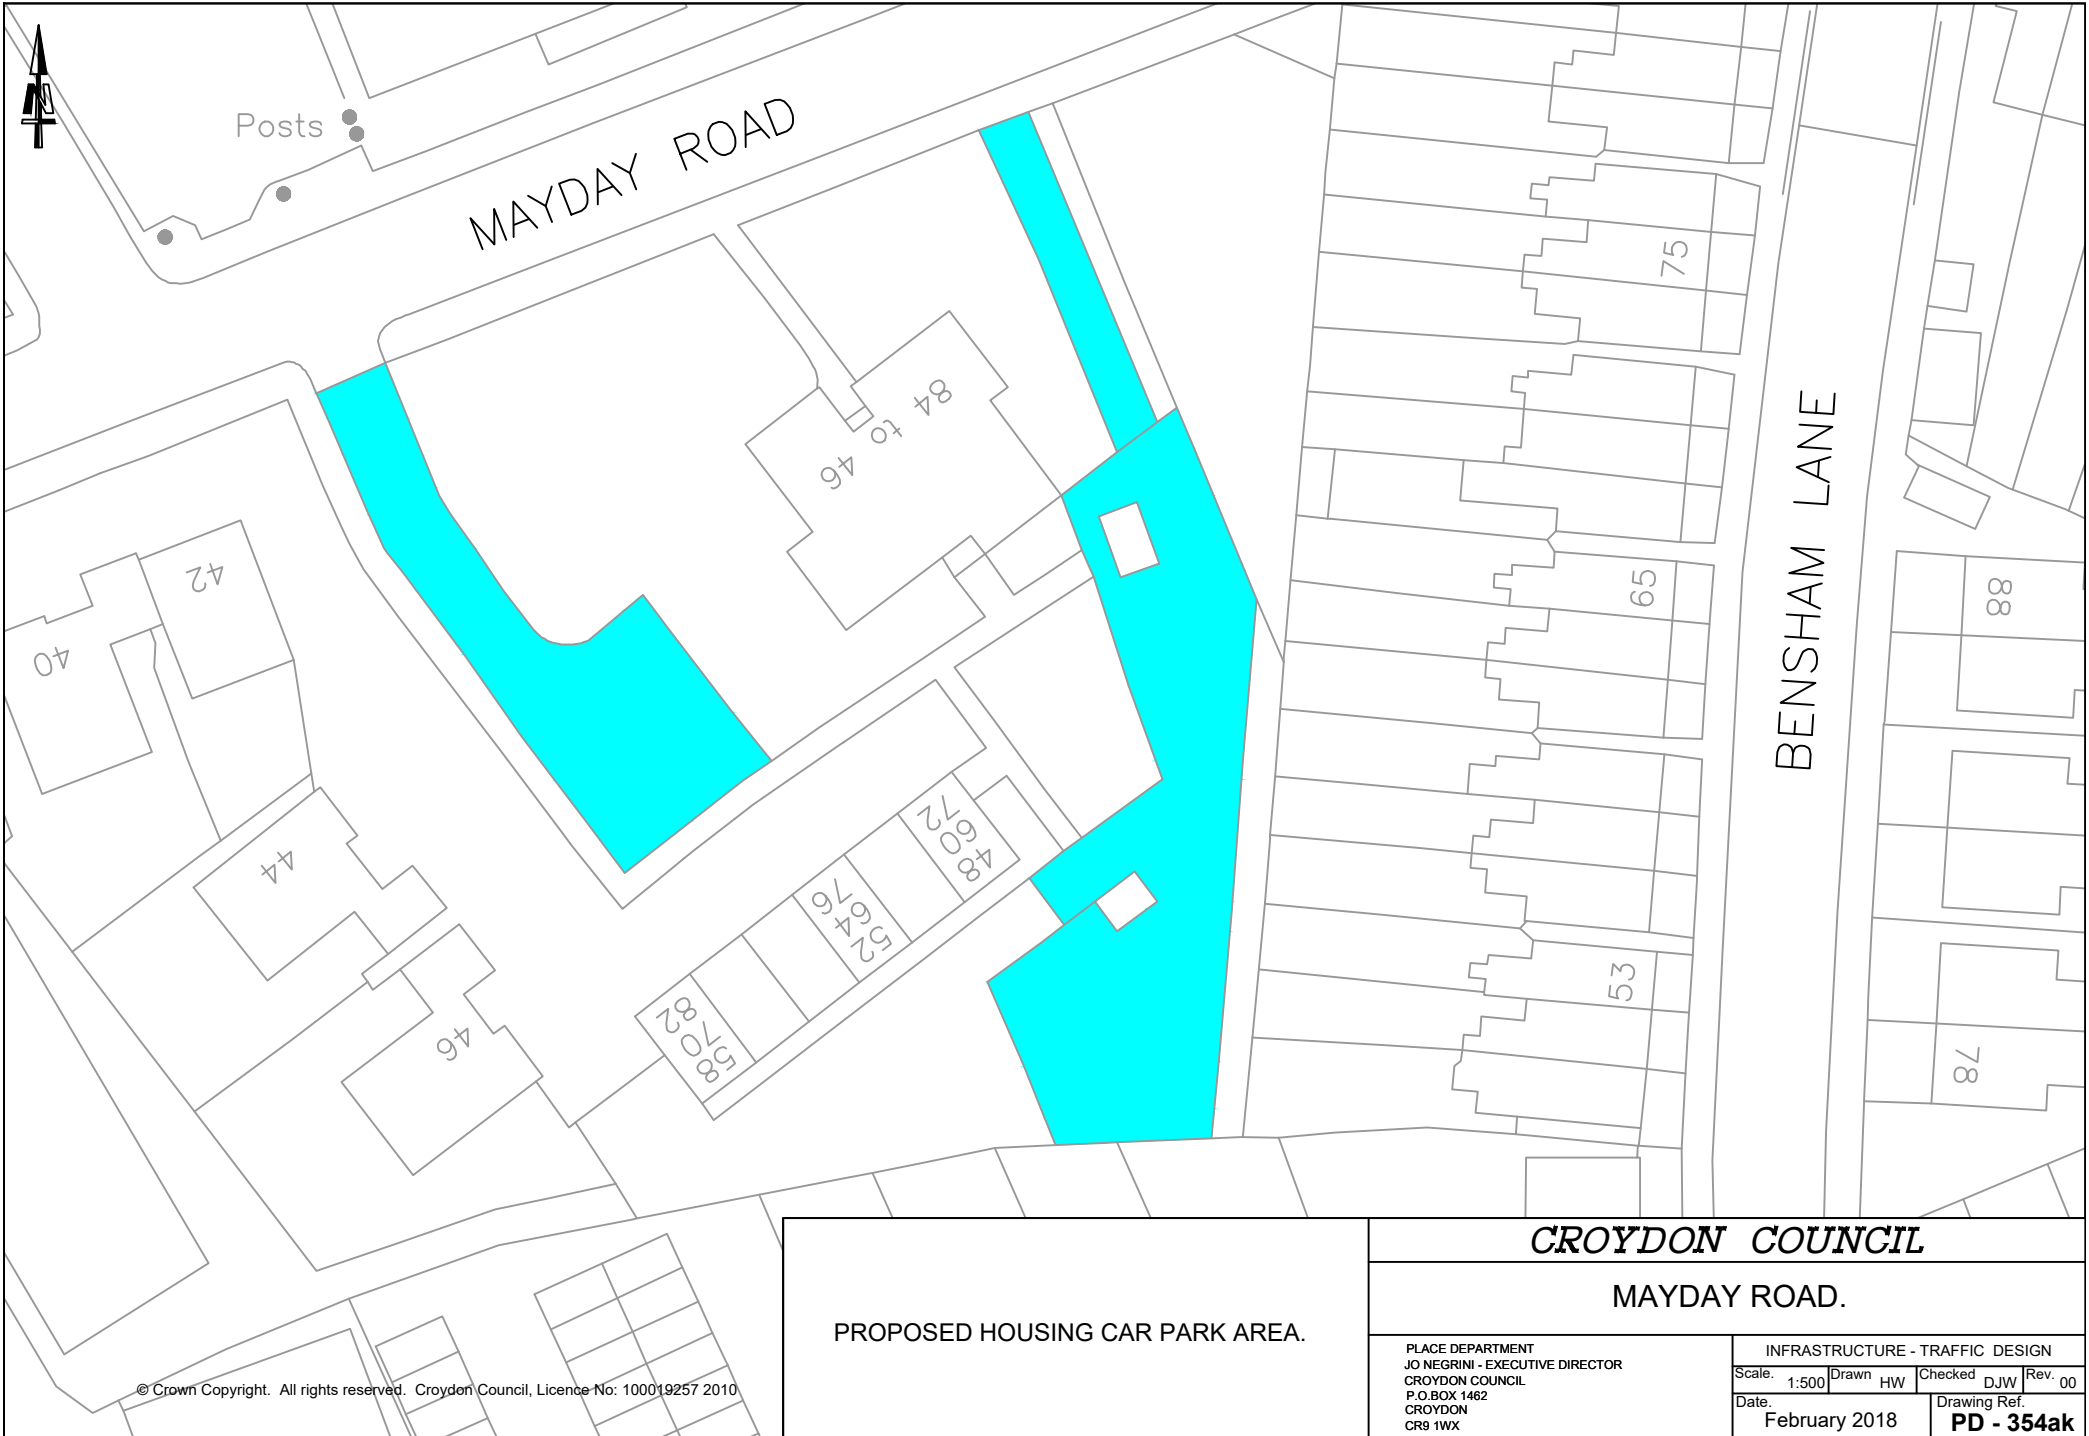 N
Posts
MAYDAY ROAD
46 to 84
42
40
44
46
72
60
48
76
64
52
82
70
58
75
65
53
BENSHAM LANE
88
78
PROPOSED HOUSING CAR PARK AREA.
© Crown Copyright. All rights reserved. Croydon Council, Licence No: 100019257 2010
CROYDON COUNCIL
MAYDAY ROAD.
PLACE DEPARTMENT
JO NEGRINI - EXECUTIVE DIRECTOR
CROYDON COUNCIL
P.O.BOX 1462
CROYDON
CR9 1WX
INFRASTRUCTURE - TRAFFIC DESIGN
Scale. 1:500 Drawn HW Checked DJW Rev. 00
Date. February 2018
Drawing Ref. PD - 354ak